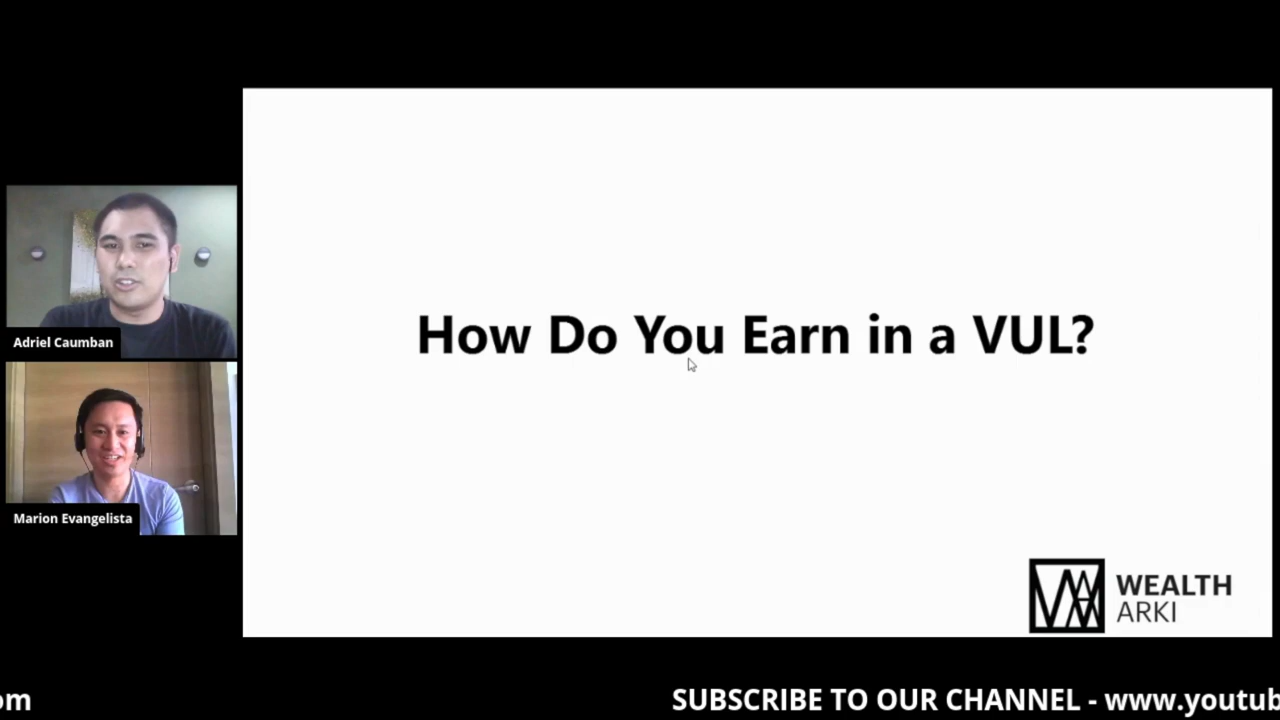 Adriel Caumban
Marion Evangelista
How Do You Earn in a VUL?
WEALTH
ARKI
om
SUBSCRIBE TO OUR CHANNEL - www.youtub